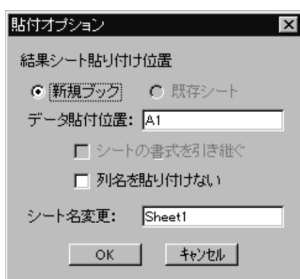 貼付オプション
結果シート貼り付け位置
新規ブック 既存シート
データ貼付位置: A1
シートの書式を引き継ぐ
列名を貼り付けない
シート名変更: Sheet1
OK キャンセル